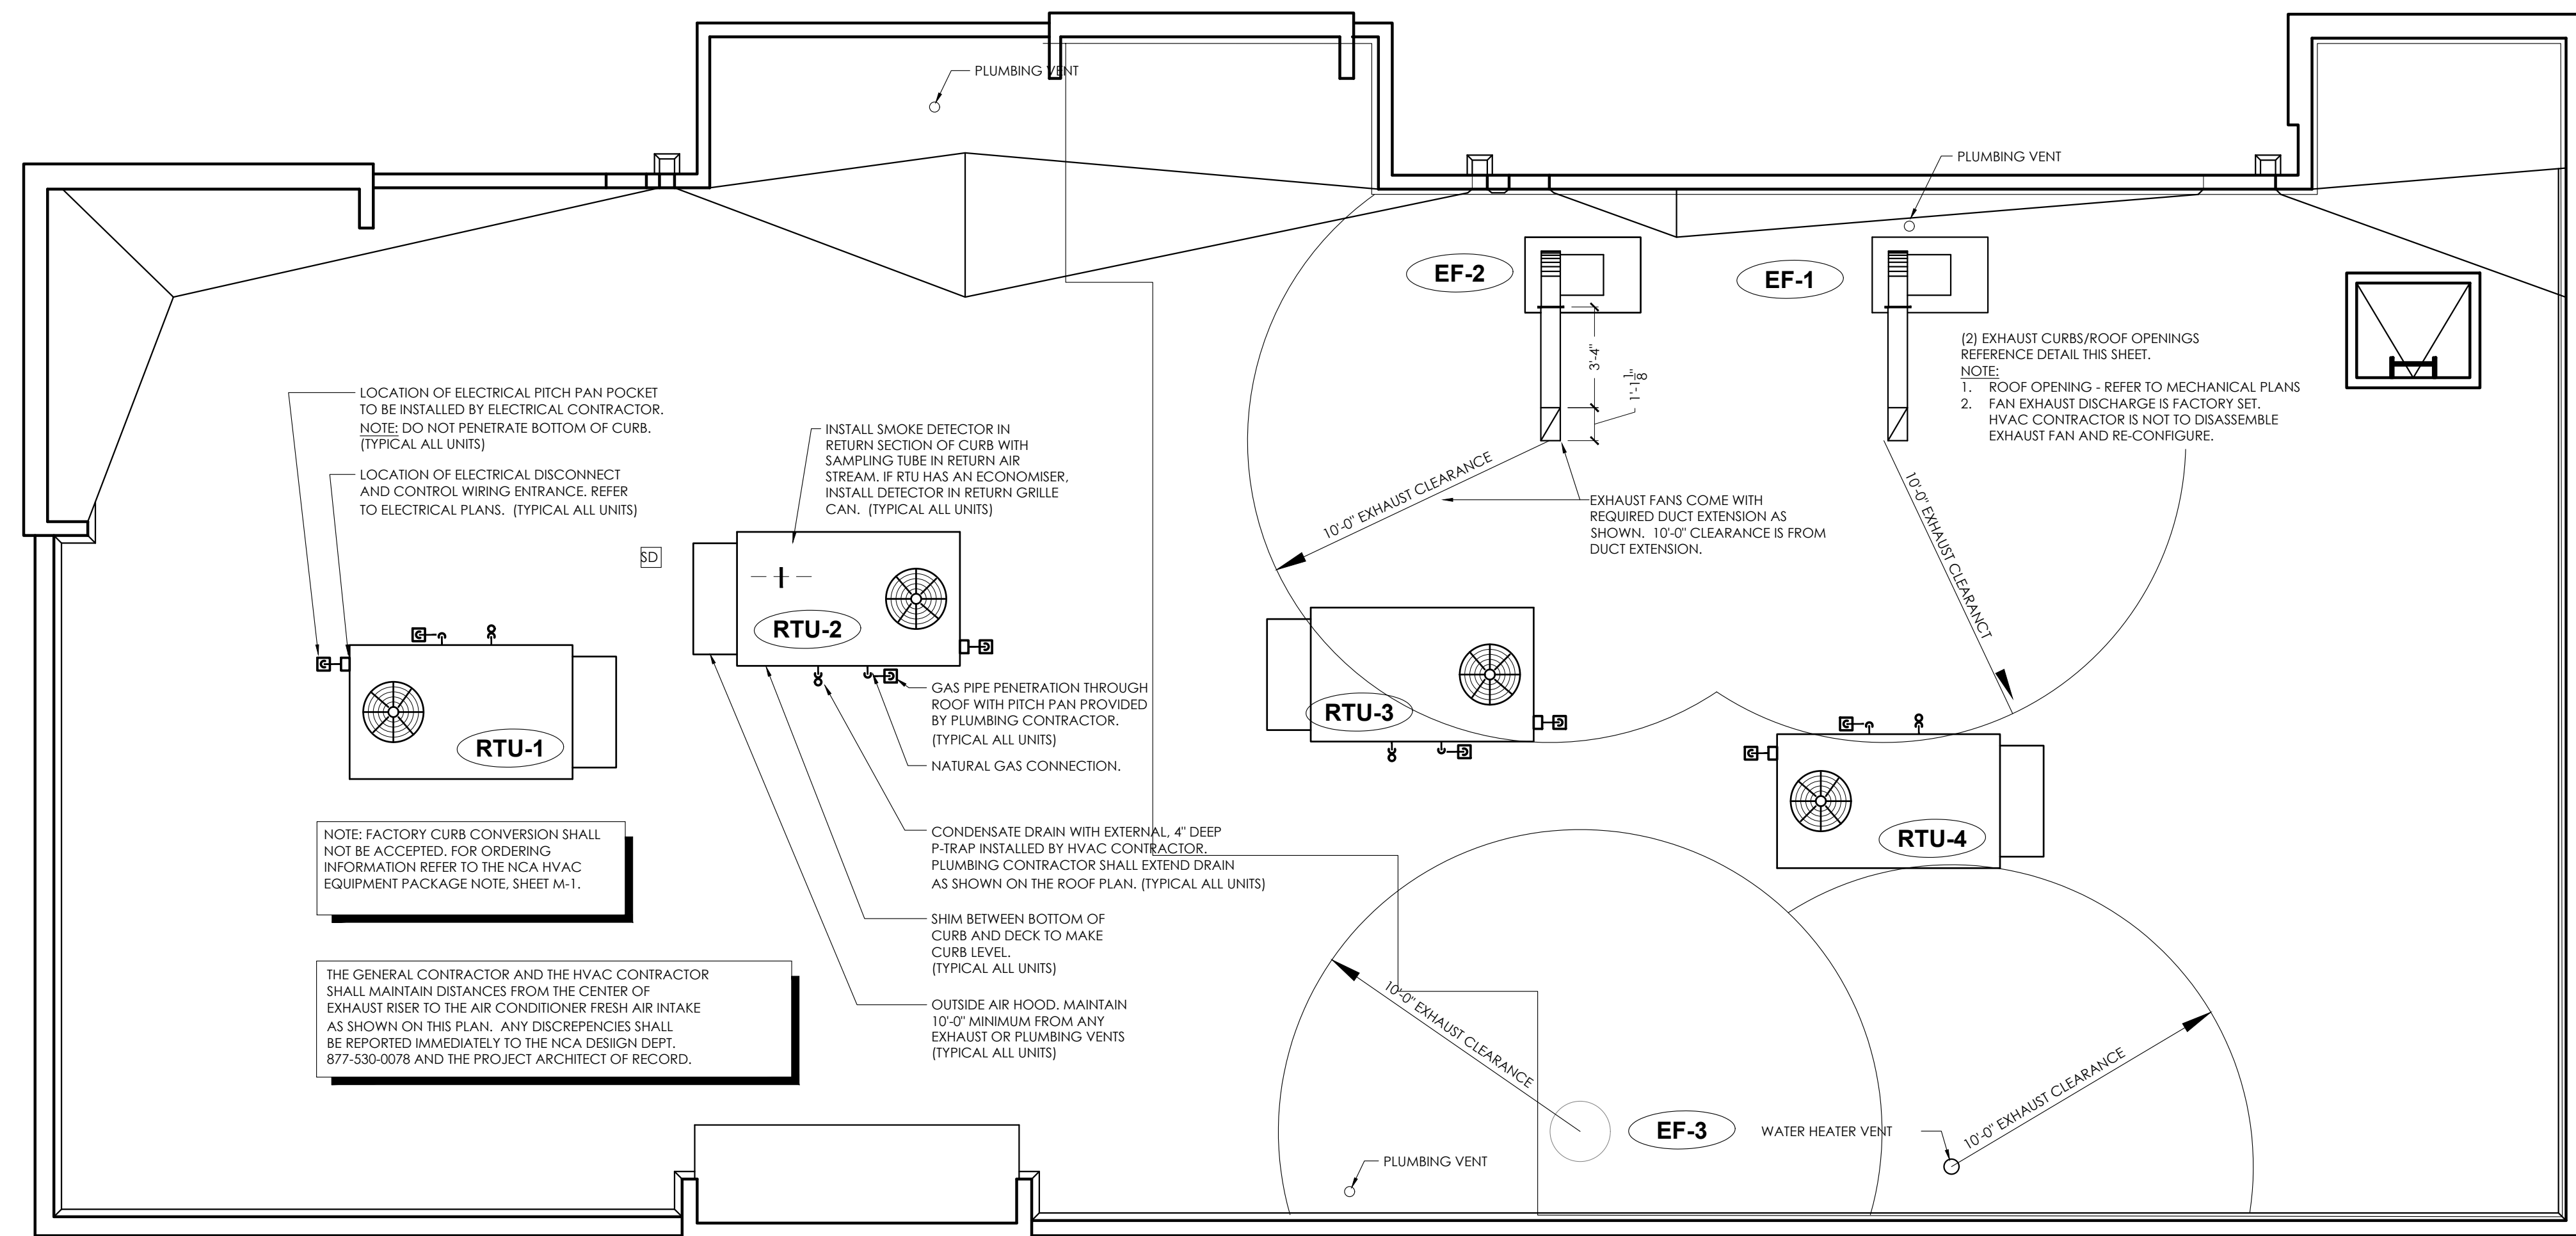 PLUMBING VENT
PLUMBING VENT
EF-2
EF-1
3'-4"
1'-1 1/8"
(2) EXHAUST CURBS/ROOF OPENINGS
REFERENCE DETAIL THIS SHEET.
NOTE:
1. ROOF OPENING - REFER TO MECHANICAL PLANS
2. FAN EXHAUST DISCHARGE IS FACTORY SET.
HVAC CONTRACTOR IS NOT TO DISASSEMBLE
EXHAUST FAN AND RE-CONFIGURE.
LOCATION OF ELECTRICAL PITCH PAN POCKET
TO BE INSTALLED BY ELECTRICAL CONTRACTOR.
NOTE: DO NOT PENETRATE BOTTOM OF CURB.
(TYPICAL ALL UNITS)
LOCATION OF ELECTRICAL DISCONNECT
AND CONTROL WIRING ENTRANCE. REFER
TO ELECTRICAL PLANS. (TYPICAL ALL UNITS)
INSTALL SMOKE DETECTOR IN
RETURN SECTION OF CURB WITH
SAMPLING TUBE IN RETURN AIR
STREAM. IF RTU HAS AN ECONOMISER,
INSTALL DETECTOR IN RETURN GRILLE
CAN. (TYPICAL ALL UNITS)
10'-0" EXHAUST CLEARANCE
EXHAUST FANS COME WITH
REQUIRED DUCT EXTENSION AS
SHOWN. 10'-0" CLEARANCE IS FROM
DUCT EXTENSION.
10'-0" EXHAUST CLEARANCT
SD
RTU-2
RTU-1
RTU-3
RTU-4
GAS PIPE PENETRATION THROUGH
ROOF WITH PITCH PAN PROVIDED
BY PLUMBING CONTRACTOR.
(TYPICAL ALL UNITS)
NATURAL GAS CONNECTION.
CONDENSATE DRAIN WITH EXTERNAL, 4" DEEP
P-TRAP INSTALLED BY HVAC CONTRACTOR.
PLUMBING CONTRACTOR SHALL EXTEND DRAIN
AS SHOWN ON THE ROOF PLAN. (TYPICAL ALL UNITS)
SHIM BETWEEN BOTTOM OF
CURB AND DECK TO MAKE
CURB LEVEL.
(TYPICAL ALL UNITS)
OUTSIDE AIR HOOD. MAINTAIN
10'-0" MINIMUM FROM ANY
EXHAUST OR PLUMBING VENTS
(TYPICAL ALL UNITS)
NOTE: FACTORY CURB CONVERSION SHALL
NOT BE ACCEPTED. FOR ORDERING
INFORMATION REFER TO THE NCA HVAC
EQUIPMENT PACKAGE NOTE, SHEET M-1.
THE GENERAL CONTRACTOR AND THE HVAC CONTRACTOR
SHALL MAINTAIN DISTANCES FROM THE CENTER OF
EXHAUST RISER TO THE AIR CONDITIONER FRESH AIR INTAKE
AS SHOWN ON THIS PLAN. ANY DISCREPENCIES SHALL
BE REPORTED IMMEDIATELY TO THE NCA DESIIGN DEPT.
877-530-0078 AND THE PROJECT ARCHITECT OF RECORD.
10'-0" EXHAUST CLEARANCE
EF-3
WATER HEATER VENT
10'-0" EXHAUST CLEARANCE
PLUMBING VENT